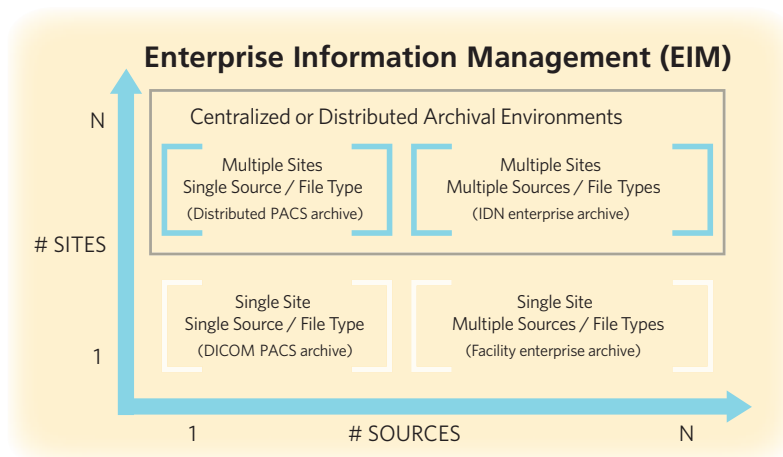 Enterprise Information Management (EIM)
N
Centralized or Distributed Archival Environments
Multiple Sites
Single Source / File Type
(Distributed PACS archive)
Multiple Sites
Multiple Sources / File Types
(IDN enterprise archive)
# SITES
Single Site
Single Source / File Type
(DICOM PACS archive)
Single Site
Multiple Sources / File Types
(Facility enterprise archive)
1
1
# SOURCES
N